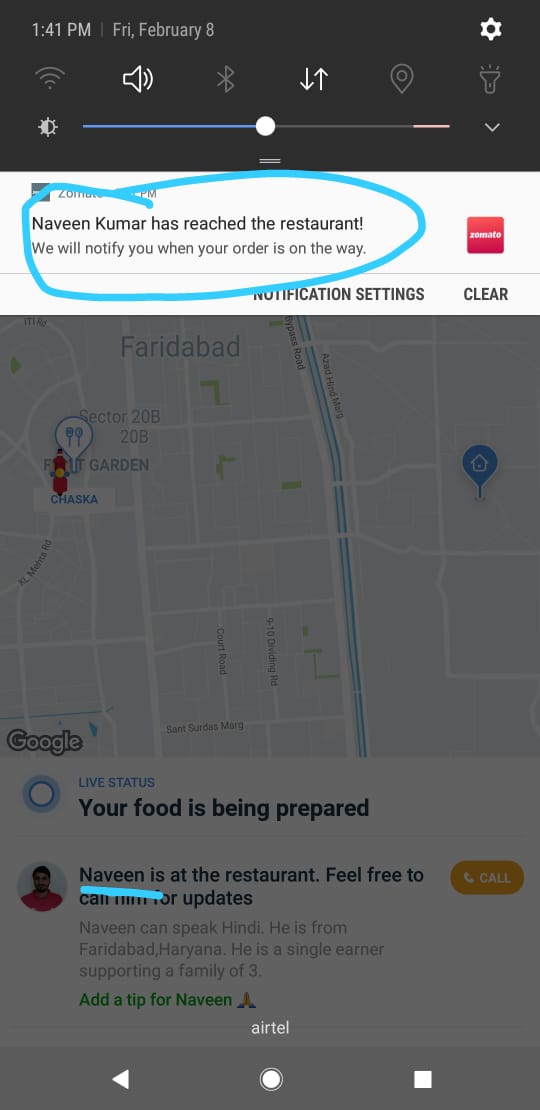 1:41 PM | Fri, February 8
Zomato PM
Naveen Kumar has reached the restaurant!
We will notify you when your order is on the way.
zomato
NOTIFICATION SETTINGS CLEAR
Faridabad
Bypass Road
Azad Hind Marg
Sector 20B
20B
GARDEN
CHASKA
KL Mehta Rd
Court Road
9-10 Dividing Rd
Sant Surdas Marg
Google
LIVE STATUS
Your food is being prepared
Naveen is at the restaurant. Feel free to
call him for updates
CALL
Naveen can speak Hindi. He is from
Faridabad,Haryana. He is a single earner
supporting a family of 3.
Add a tip for Naveen 🙏
airtel